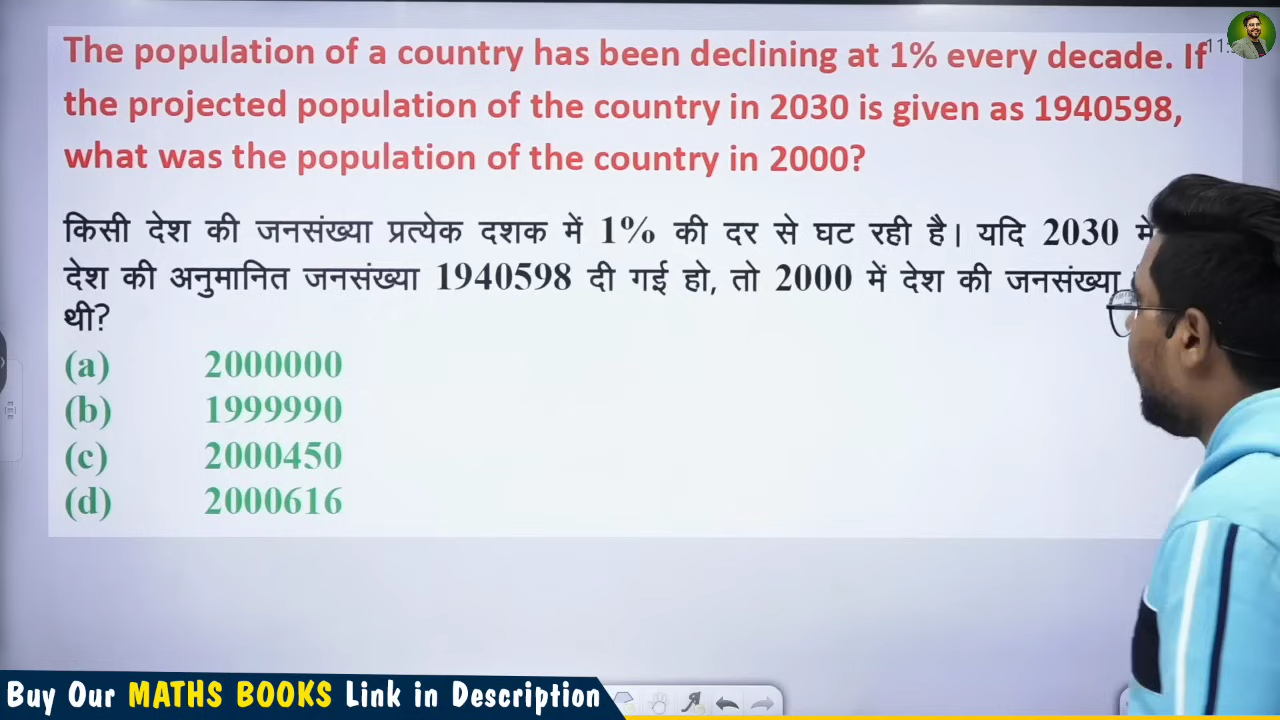 The population of a country has been declining at 1% every decade. If
the projected population of the country in 2030 is given as 1940598,
what was the population of the country in 2000?
किसी देश की जनसंख्या प्रत्येक दशक में 1% की दर से घट रही है। यदि 2030 में
देश की अनुमानित जनसंख्या 1940598 दी गई हो, तो 2000 में देश की जनसंख्या
थी?
(a) 2000000
(b) 1999990
(c) 2000450
(d) 2000616
Buy Our MATHS BOOKS Link in Description